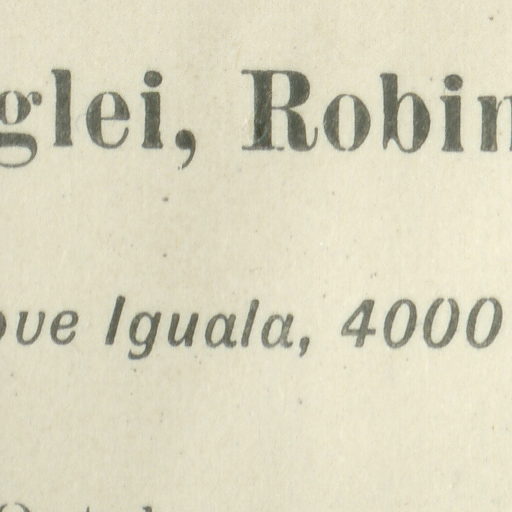 glei, Robin
ove Iguala, 4000